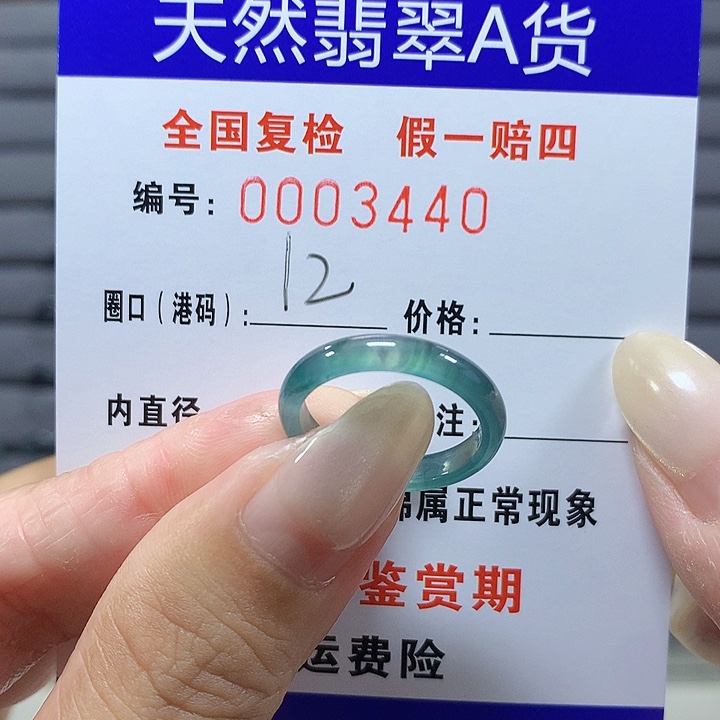 天然翡翠A货
全国复检 假一赔四
编号: 0003440
圈口(港码): 12 价格:
内直径 注:
棉属正常现象
鉴赏期
运费险